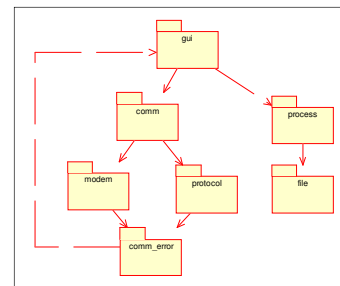 gui
comm
process
modem
protocol
file
comm_error